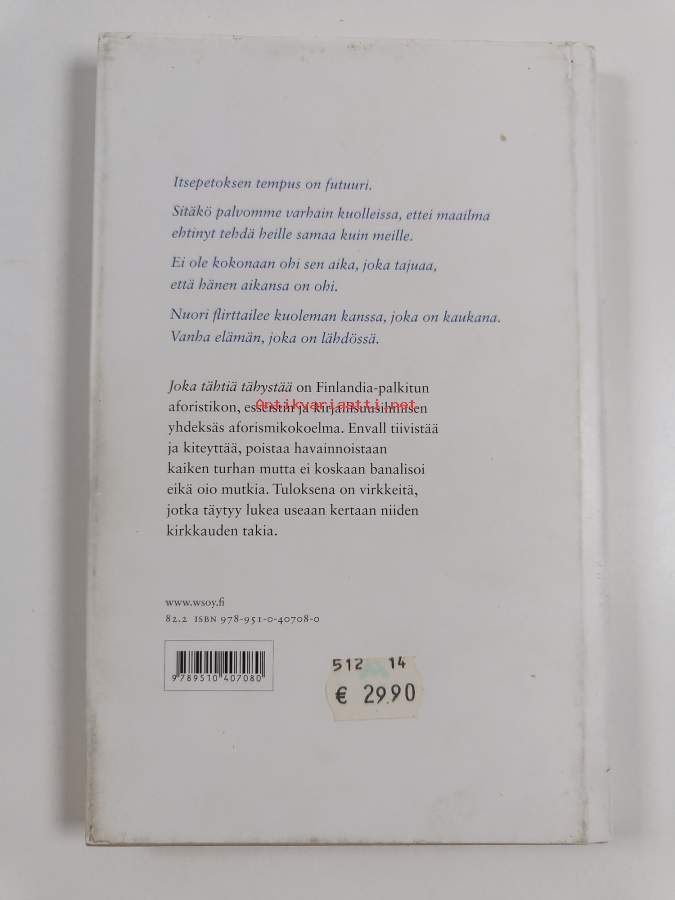 Itsepetoksen tempus on futuuri.
Sitäkö palvomme varhain kuolleissa, ettei maailma
ehtinyt tehdä heille samaa kuin meille.
Ei ole kokonaan ohi sen aika, joka tajuaa,
että hänen aikansa on ohi.
Nuori flirttailee kuoleman kanssa, joka on kaukana.
Vanha elämän, joka on lähdössä.
Joka tähtiä tähystää on Finlandia-palkitun
Antikvariantti.net
aforistikon, esseistin ja kirjallisuusihmisen
yhdeksäs aforismikokoelma. Envall tiivistää
ja kiteyttää, poistaa havainnoistaan
kaiken turhan mutta ei koskaan banalisoi
eikä oio mutkia. Tuloksena on virkkeitä,
jotka täytyy lukea useaan kertaan niiden
kirkkauden takia.
www.wsoy.fi
82.2 ISBN 978-951-0-40708-0
9 789510 407080
512 14
€ 29.90